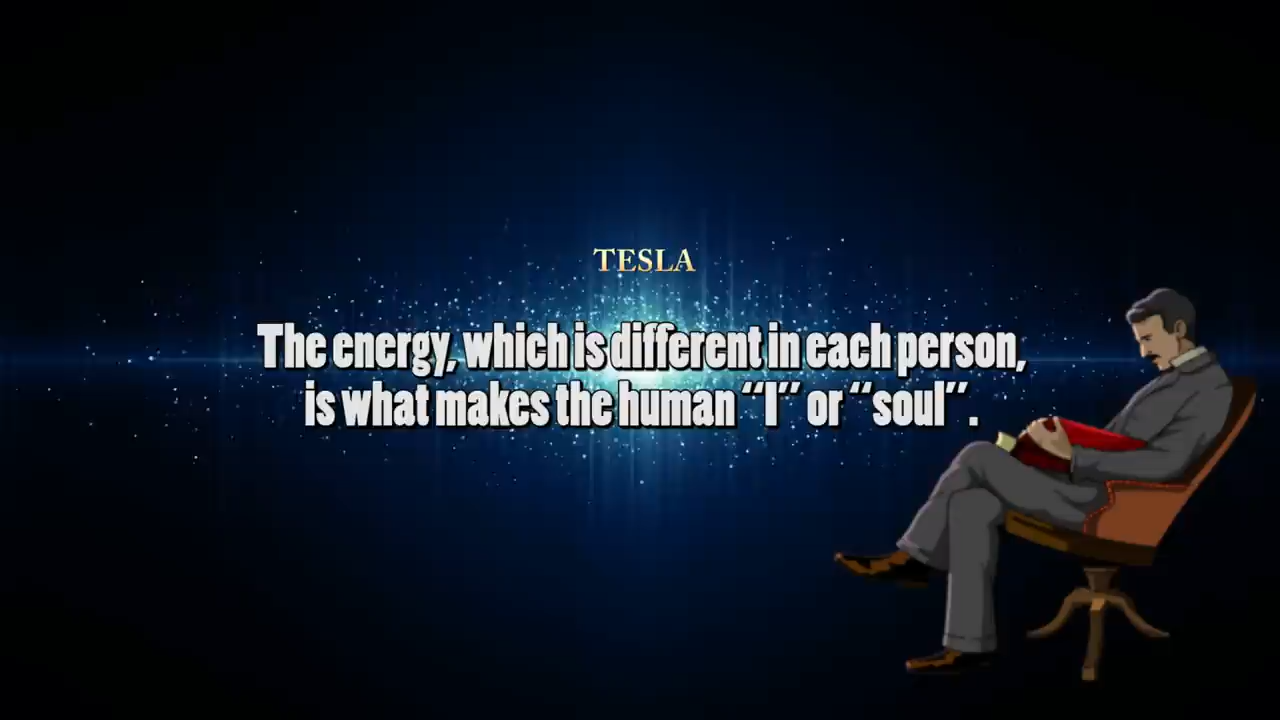 TESLA
The energy, which is different in each person,
is what makes the human “I” or “soul”.